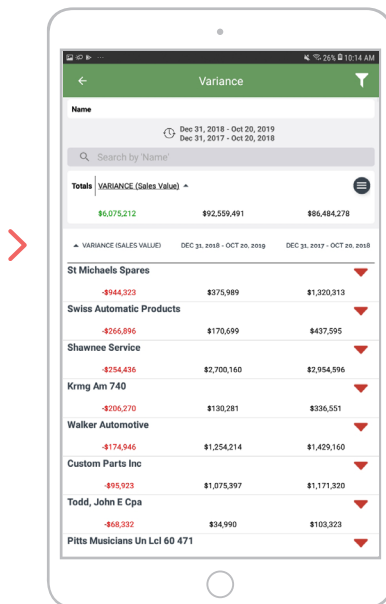 26% 10:14 AM
Variance
Name
Dec 31, 2018 - Oct 20, 2019
Dec 31, 2017 - Oct 20, 2018
Search by 'Name'
Totals VARIANCE (Sales Value)
$6,075,212 $92,559,491 $86,484,278
VARIANCE (SALES VALUE) DEC 31, 2018 - OCT 20, 2019 DEC 31, 2017 - OCT 20, 2018
St Michaels Spares
-$944,323 $375,989 $1,320,313
Swiss Automatic Products
-$266,896 $170,699 $437,595
Shawnee Service
-$254,436 $2,700,160 $2,954,596
Krmg Am 740
-$206,270 $130,281 $336,551
Walker Automotive
-$174,946 $1,254,214 $1,429,160
Custom Parts Inc
-$95,923 $1,075,397 $1,171,320
Todd, John E Cpa
-$68,332 $34,990 $103,323
Pitts Musicians Un Lcl 60 471